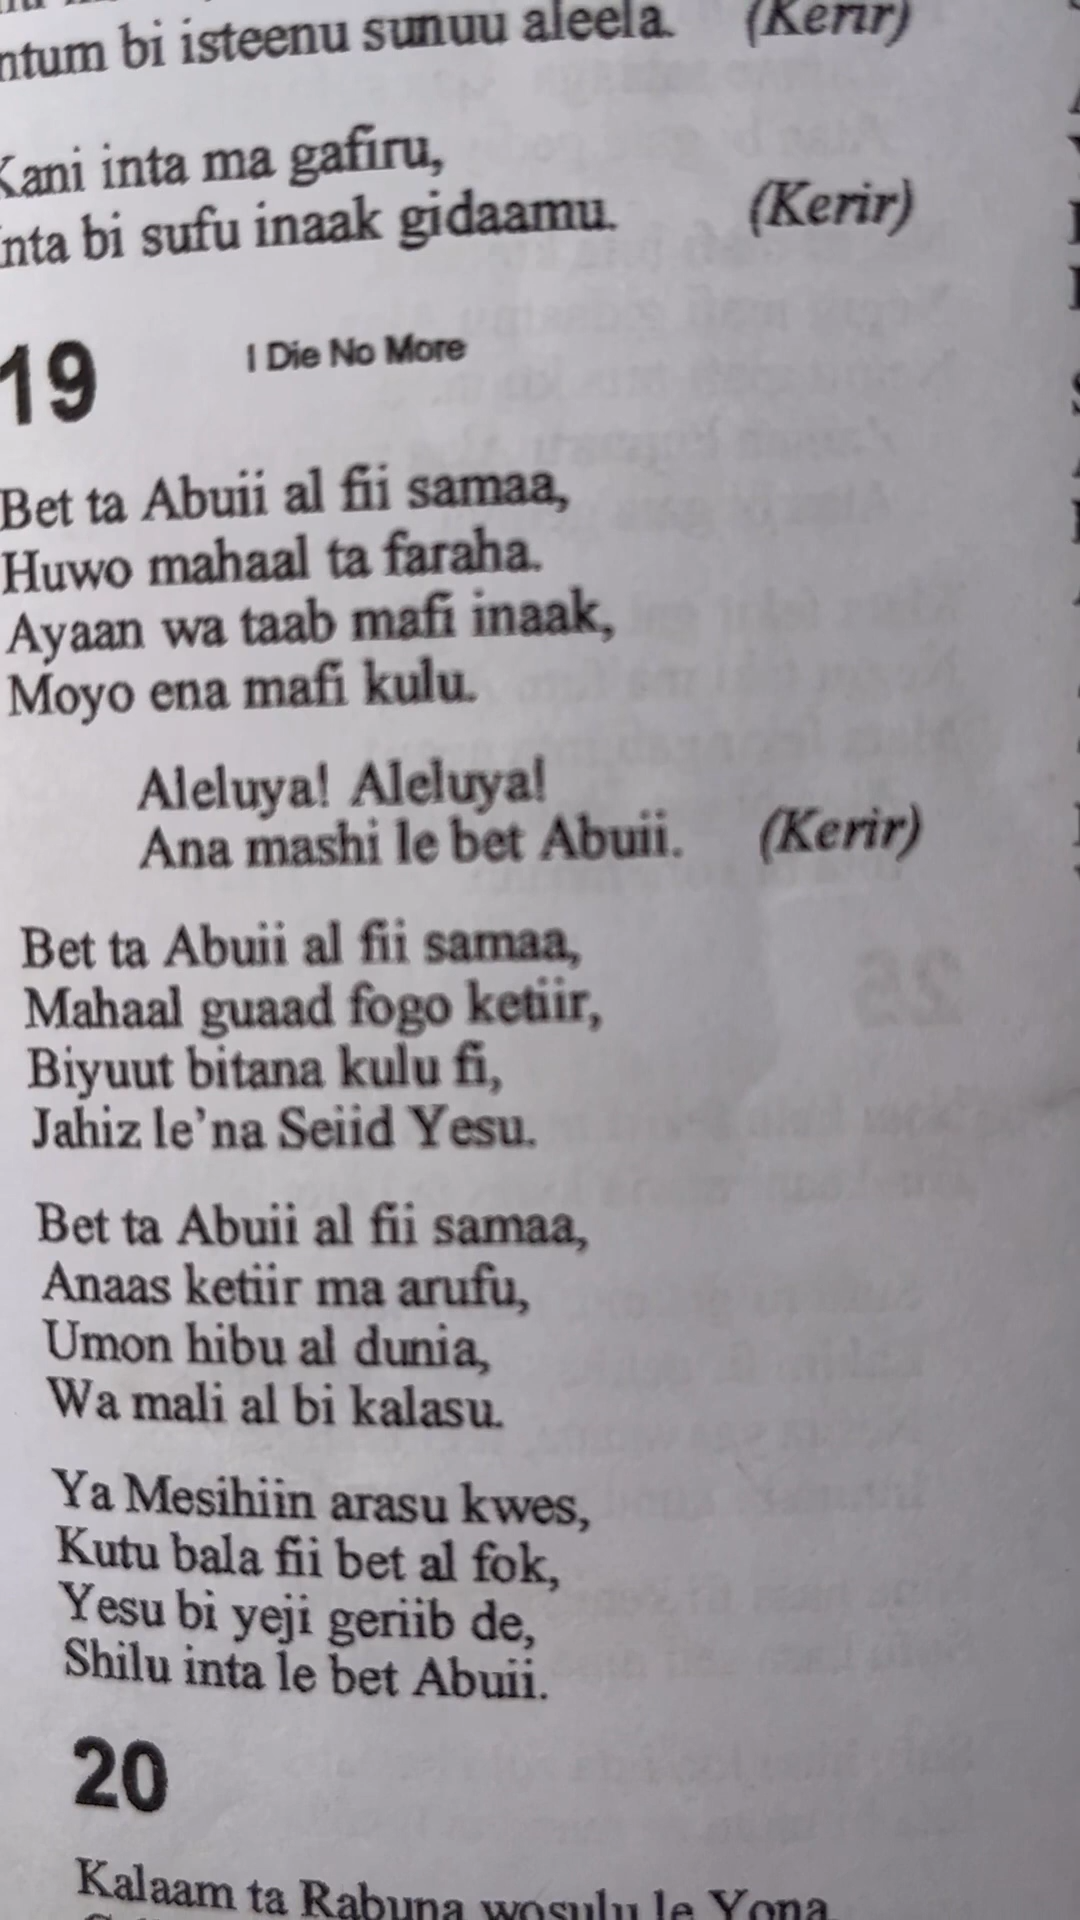 bi isteenu sunuu aleela. (Kerir)
Kani inta ma gafiru,
Inta bi sufu inaak gidaamu. (Kerir)
19 I Die No More
Bet ta Abuii al fii samaa,
Huwo mahaal ta faraha.
Ayaan wa taab mafi inaak,
Moyo ena mafi kulu.
Aleluya! Aleluya!
Ana mashi le bet Abuii. (Kerir)
Bet ta Abuii al fii samaa,
Mahaal guaad fogo ketiir,
Biyuut bitana kulu fi,
Jahiz le'na Seiid Yesu.
Bet ta Abuii al fii samaa,
Anaas ketiir ma arufu,
Umon hibu al dunia,
Wa mali al bi kalasu.
Ya Mesihiin arasu kwes,
Kutu bala fii bet al fok,
Yesu bi yeji geriib de,
Shilu inta le bet Abuii.
20
Kalaam ta Rabuna wosulu le Yona